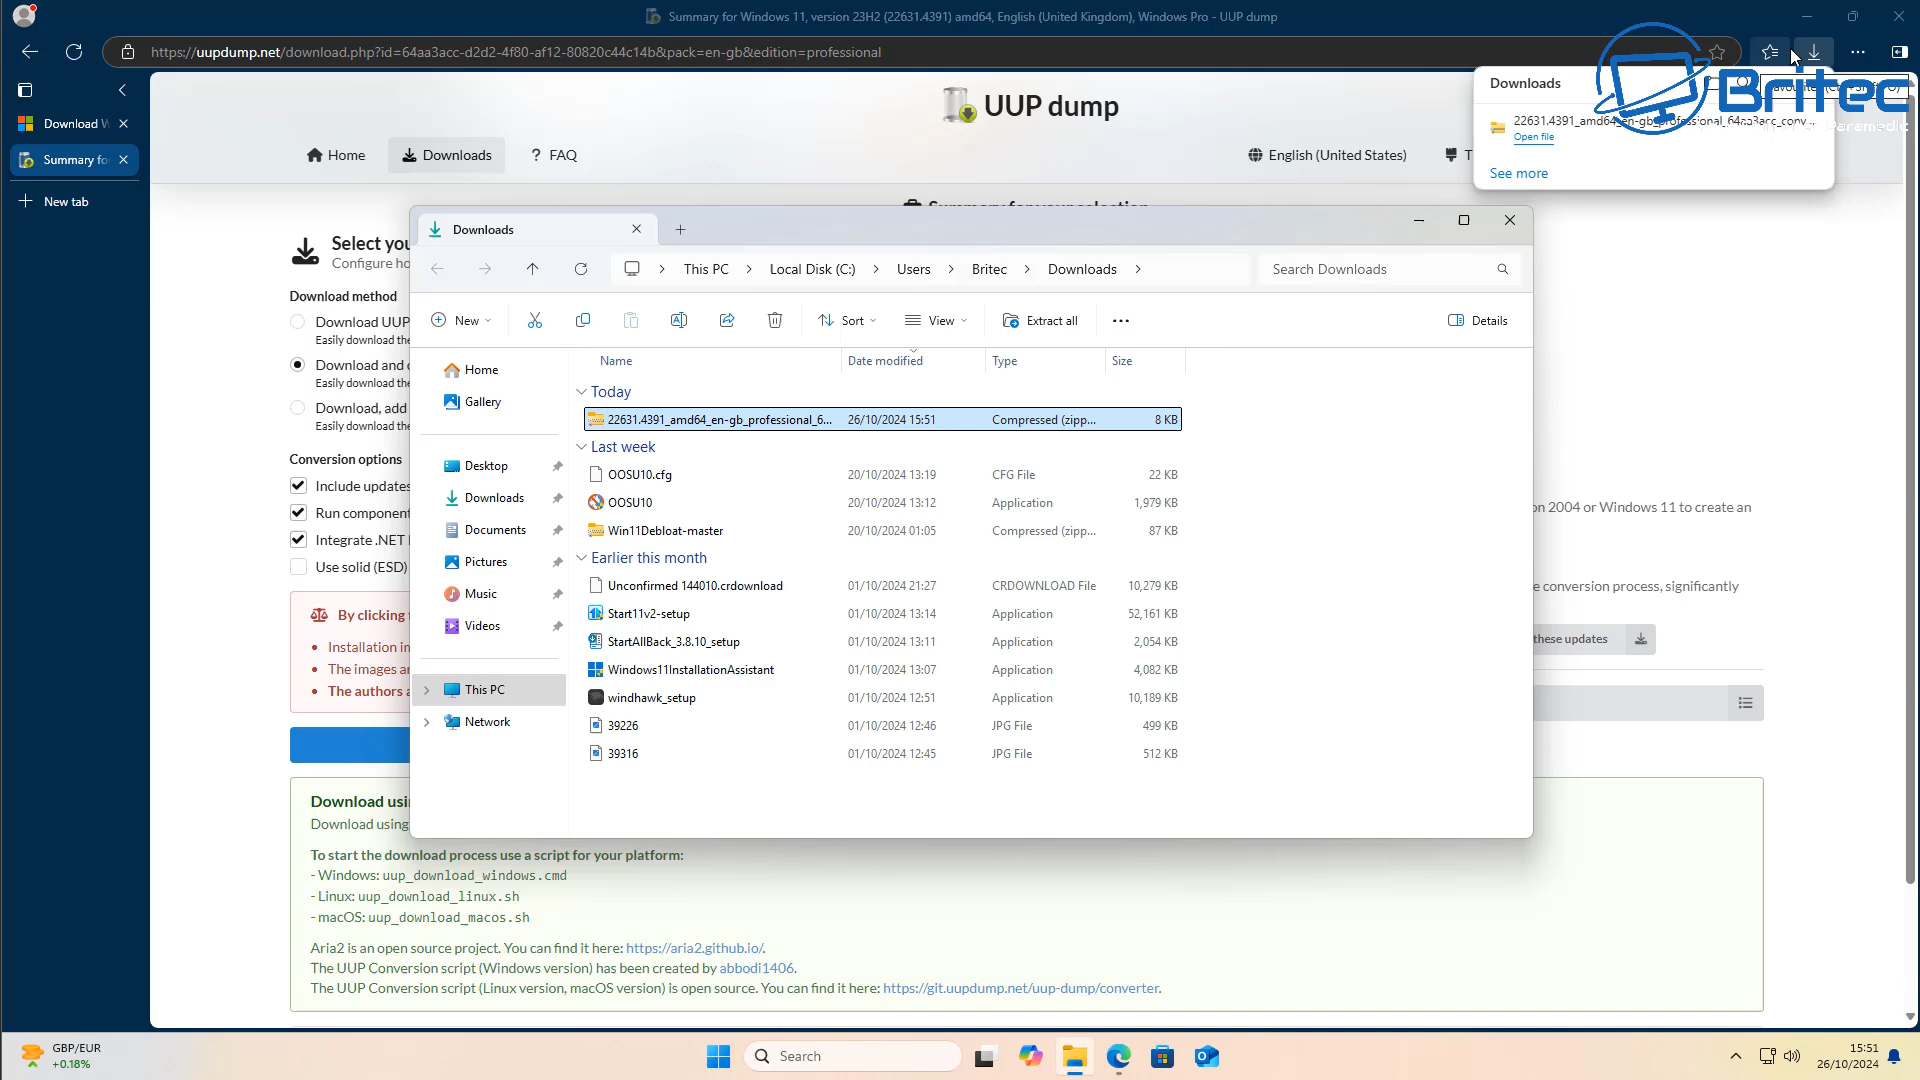 Summary for Windows 11, version 23H2 (22631.4391) amd64, English (United Kingdom), Windows Pro - UUP dump
https://uupdump.net/download.php?id=64aa3acc-d2d2-4f80-af12-80820c44c14b&pack=en-gb&edition=professional
Downloads
Britec
22631.4391_amd64_en-gb_professional_64aa3acc_conv...
Open file
See more
Download W
Summary fo
New tab
UUP dump
Home
Downloads
? FAQ
English (United States)
T
Select you
Configure ho
Download method
Download UUP
Easily download the
Download and c
Easily download the
Download, add
Easily download the
Conversion options
Include updates
Run componen
Integrate .NET
Use solid (ESD)
on 2004 or Windows 11 to create an
e conversion process, significantly
these updates
By clicking
• Installation im
• The images ar
• The authors a
Downloads
This PC > Local Disk (C:) > Users > Britec > Downloads >
Search Downloads
New
Sort
View
Extract all
Details
Home
Gallery
Desktop
Downloads
Documents
Pictures
Music
Videos
This PC
Network
Name Date modified Type Size
Today
22631.4391_amd64_en-gb_professional_6... 26/10/2024 15:51 Compressed (zipp... 8 KB
Last week
OOSU10.cfg 20/10/2024 13:19 CFG File 22 KB
OOSU10 20/10/2024 13:12 Application 1,979 KB
Win11Debloat-master 20/10/2024 01:05 Compressed (zipp... 87 KB
Earlier this month
Unconfirmed 144010.crdownload 01/10/2024 21:27 CRDOWNLOAD File 10,279 KB
Start11v2-setup 01/10/2024 13:14 Application 52,161 KB
StartAllBack_3.8.10_setup 01/10/2024 13:11 Application 2,054 KB
Windows11InstallationAssistant 01/10/2024 13:07 Application 4,082 KB
windhawk_setup 01/10/2024 12:51 Application 10,189 KB
39226 01/10/2024 12:46 JPG File 499 KB
39316 01/10/2024 12:45 JPG File 512 KB
Download usi
Download using
To start the download process use a script for your platform:
- Windows: uup_download_windows.cmd
- Linux: uup_download_linux.sh
- macOS: uup_download_macos.sh
Aria2 is an open source project. You can find it here: https://aria2.github.io/.
The UUP Conversion script (Windows version) has been created by abbodi1406.
The UUP Conversion script (Linux version, macOS version) is open source. You can find it here: https://git.uupdump.net/uup-dump/converter.
GBP/EUR
+0.18%
Search
15:51
26/10/2024